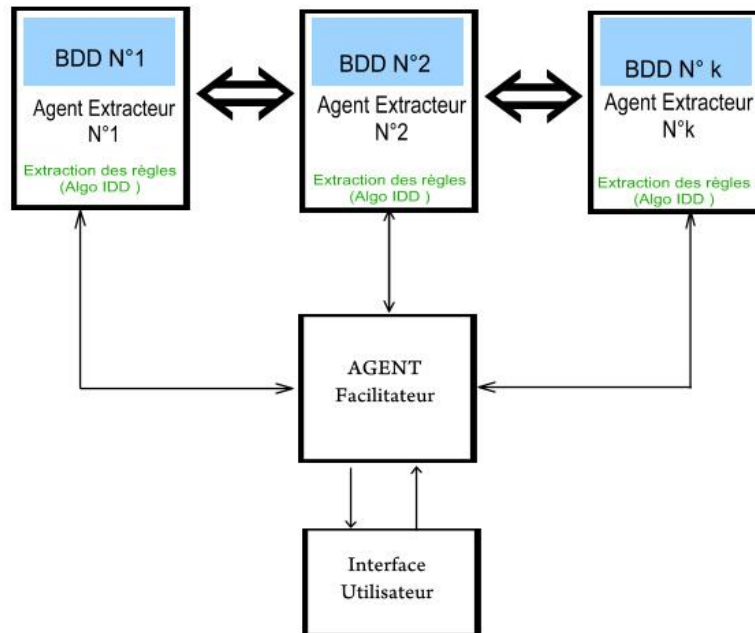 BDD N°1
Agent Extracteur
N°1
Extraction des règles
(Algo IDD )
BDD N°2
Agent Extracteur
N°2
Extraction des règles
(Algo IDD )
BDD N° k
Agent Extracteur
N°k
Extraction des règles
(Algo IDD )
AGENT
Facilitateur
Interface
Utilisateur